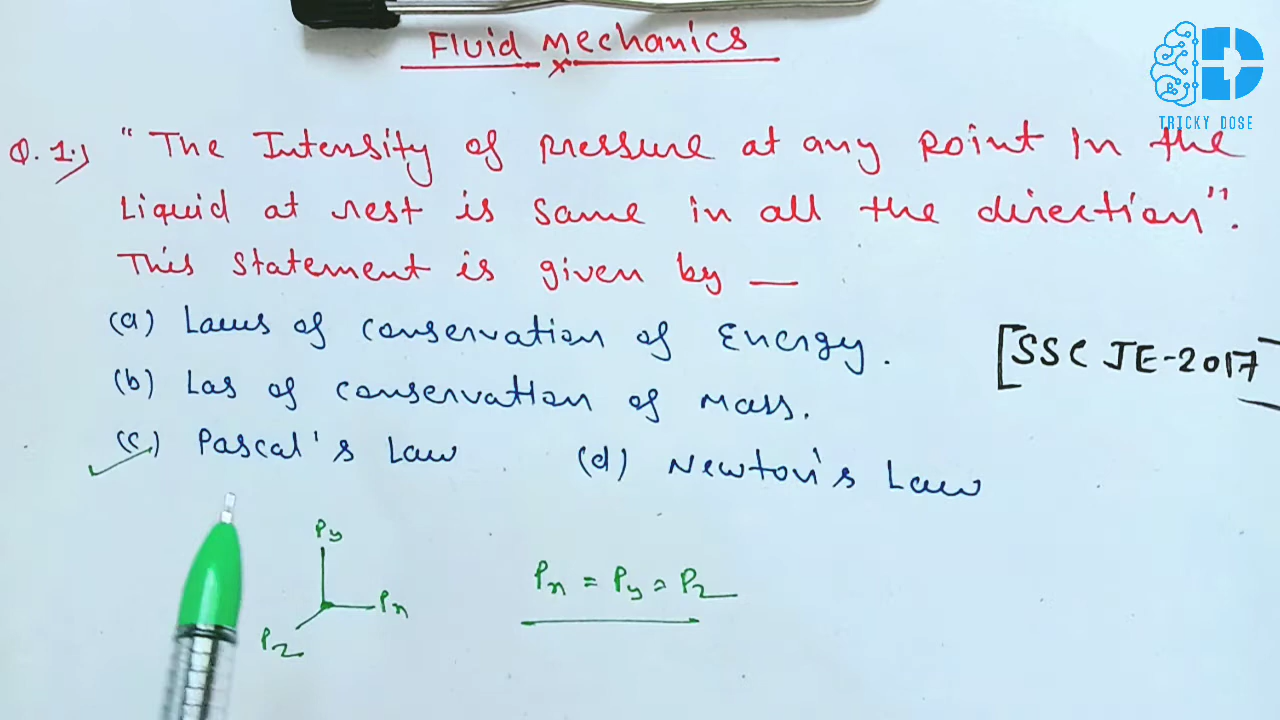 Fluid Mechanics
TRICKY DOSE
Q.1.) "The Intensity of pressure at any point In the
Liquid at rest is same in all the direction".
This statement is given by —
(a) Laws of conservation of Energy.
[SSC JE-2017
(b) Las of conservation of Mass.
(c) Pascal's Law (d) Newton's Law
Py
Px = Py = Pz
Px
Pz